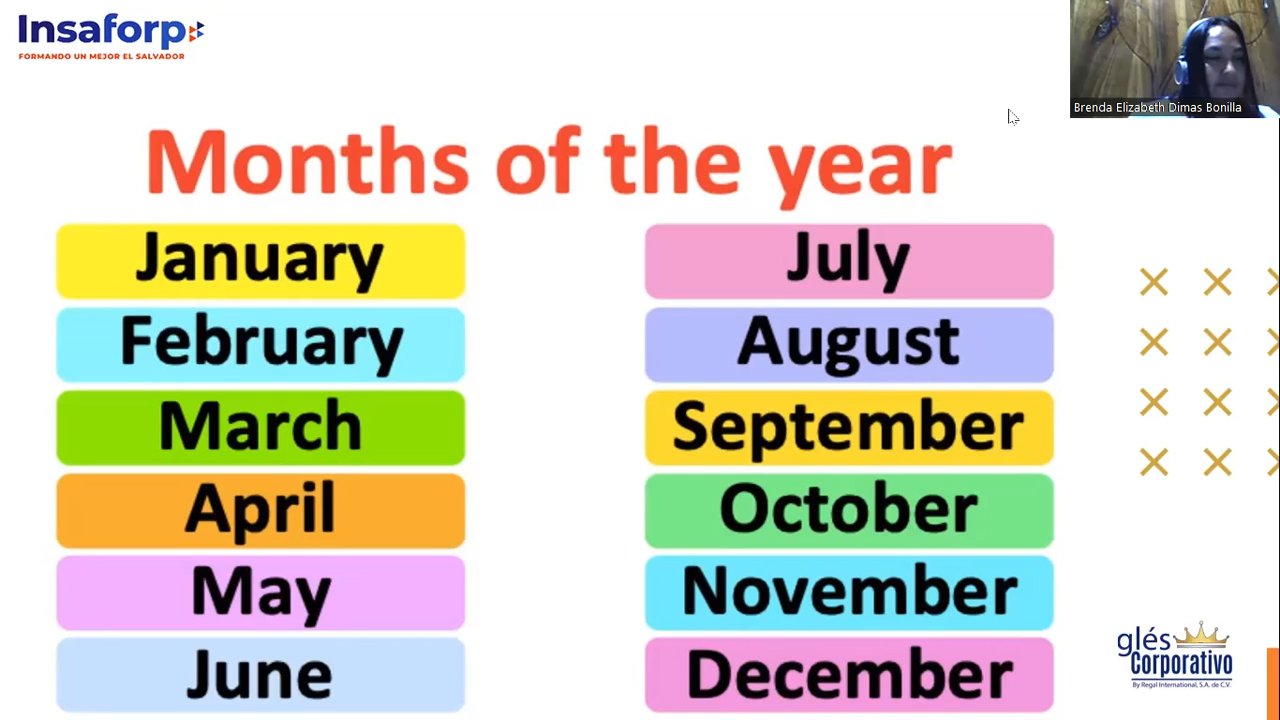 Insaforp
FORMANDO UN MEJOR EL SALVADOR
Brenda Elizabeth Dimas Bonilla
Months of the year
January
February
March
April
May
June
July
August
September
October
November
December
glés
Corporativo
By Regal International, S.A. de C.V.